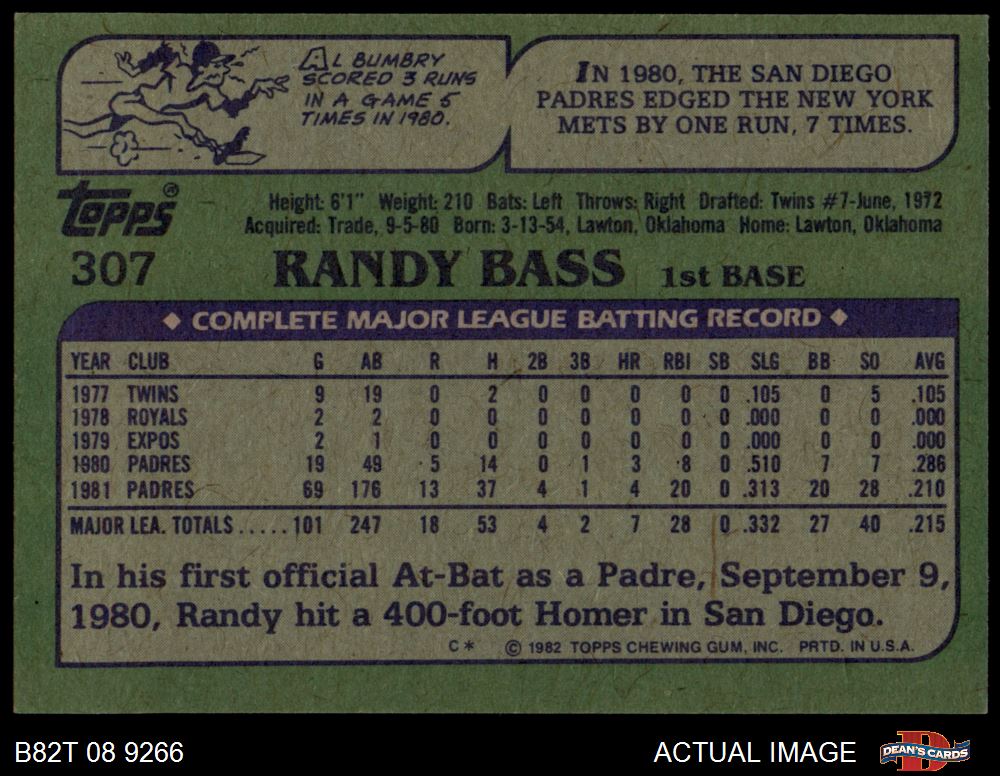 AL BUMBRY
SCORED 3 RUNS
IN A GAME 5
TIMES IN 1980.
IN 1980, THE SAN DIEGO
PADRES EDGED THE NEW YORK
METS BY ONE RUN, 7 TIMES.
topps®
Height: 6'1" Weight: 210 Bats: Left Throws: Right Drafted: Twins #7-June, 1972
Acquired: Trade, 9-5-80 Born: 3-13-54, Lawton, Oklahoma Home: Lawton, Oklahoma
307 RANDY BASS 1st BASE
◆ COMPLETE MAJOR LEAGUE BATTING RECORD ◆
YEAR CLUB G AB R H 2B 3B HR RBI SB SLG BB SO AVG
1977 TWINS 9 19 0 2 0 0 0 0 0 .105 0 5 .105
1978 ROYALS 2 2 0 0 0 0 0 0 0 .000 0 0 .000
1979 EXPOS 2 1 0 0 0 0 0 0 0 .000 0 0 .000
1980 PADRES 19 49 5 14 0 1 3 8 0 .510 7 7 .286
1981 PADRES 69 176 13 37 4 1 4 20 0 .313 20 28 .210
MAJOR LEA. TOTALS.....101 247 18 53 4 2 7 28 0 .332 27 40 .215
In his first official At-Bat as a Padre, September 9,
1980, Randy hit a 400-foot Homer in San Diego.
C* © 1982 TOPPS CHEWING GUM, INC. PRTD. IN U.S.A.
B82T 08 9266 ACTUAL IMAGE D DEAN'S CARDS